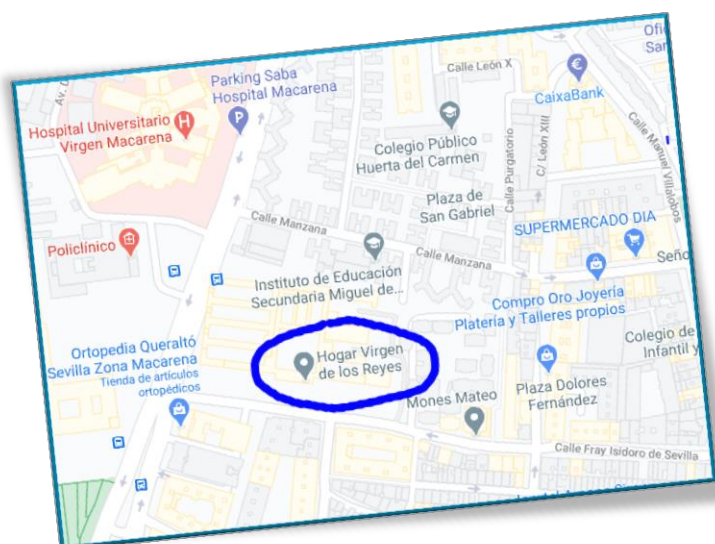 Ofi
San
Calle León X
Parking Saba
Hospital Macarena
P
€
CaixaBank
Av. D
Hospital Universitario
Virgen Macarena
H
Colegio Público
Huerta del Carmen
Calle Purgatorio
C/ León XIII
Calle Manuel Villalobos
Plaza de
San Gabriel
Calle Manzana
SUPERMERCADO DIA
Policlínico
Calle Manzana
Seño
Instituto de Educación
Secundaria Miguel de...
Compro Oro Joyería
Platería y Talleres propios
Ortopedia Queraltó
Sevilla Zona Macarena
Tienda de artículos
ortopédicos
Hogar Virgen
de los Reyes
Colegio de
Infantil y
Mones Mateo
Plaza Dolores
Fernández
Calle Fray Isidoro de Sevilla